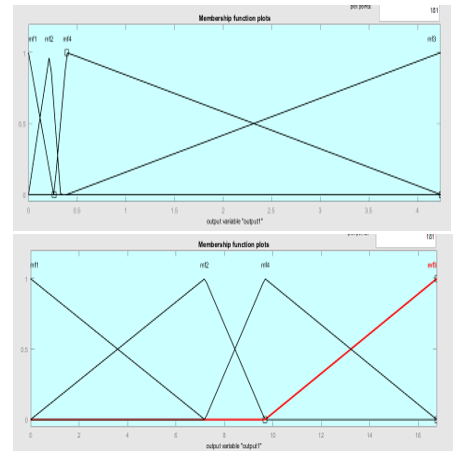 plot points: 181
Membership function plots
mf1 mf2 mf4 mf3
1
0.5
0
0 0.5 1 1.5 2 2.5 3 3.5 4
output variable "output1"
181
Membership function plots
mf1 mf2 mf4 mf3
1
0.5
0
0 2 4 6 8 10 12 14 16
output variable "output1"